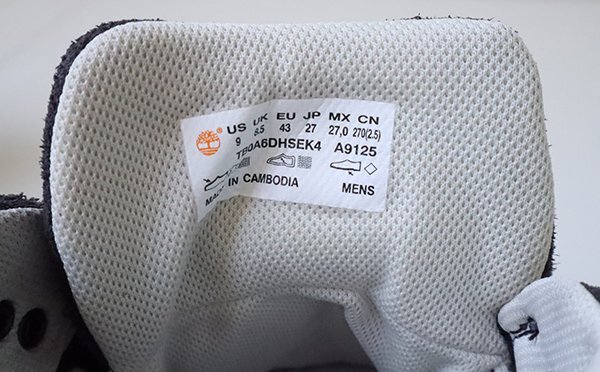 US UK EU JP MX CN
9 8.5 43 27 27,0 270(2.5)
TB0A6DHSEK4 A9125
MADE IN CAMBODIA MENS